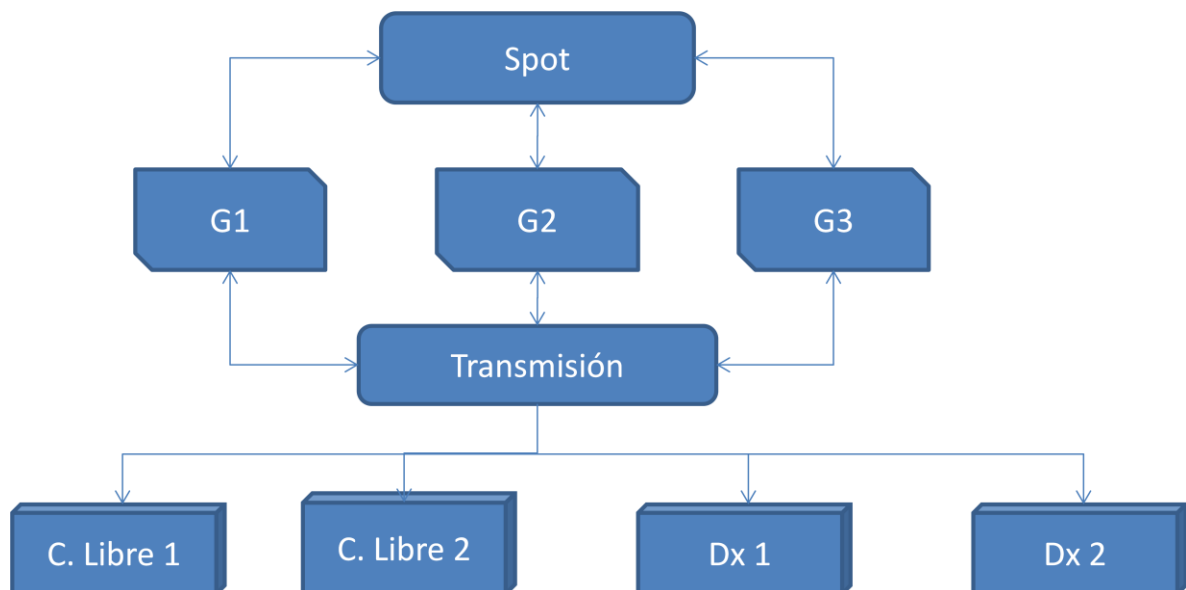 Spot
G1
G2
G3
Transmisión
C. Libre 1
C. Libre 2
Dx 1
Dx 2